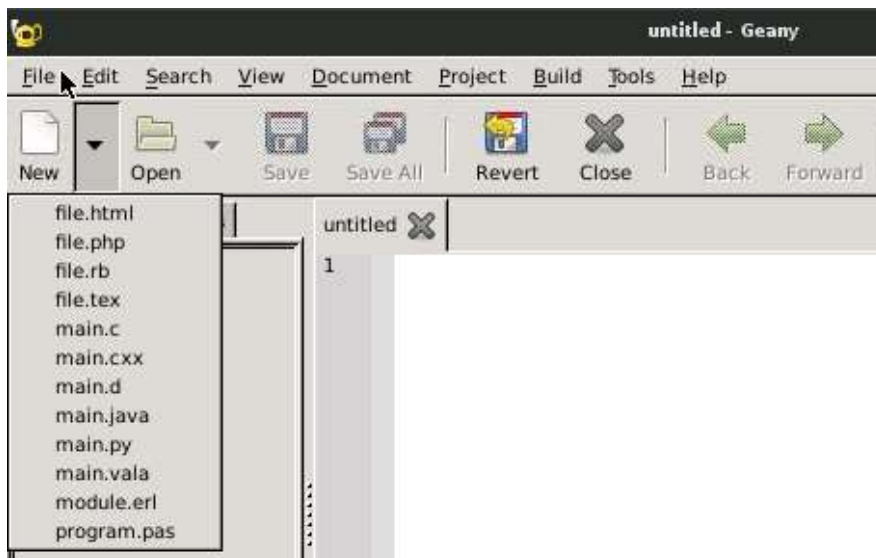 untitled - Geany
File Edit Search View Document Project Build Tools Help
New Open Save Save All Revert Close Back Forward
untitled
1
file.html
file.php
file.rb
file.tex
main.c
main.cxx
main.d
main.java
main.py
main.vala
module.erl
program.pas